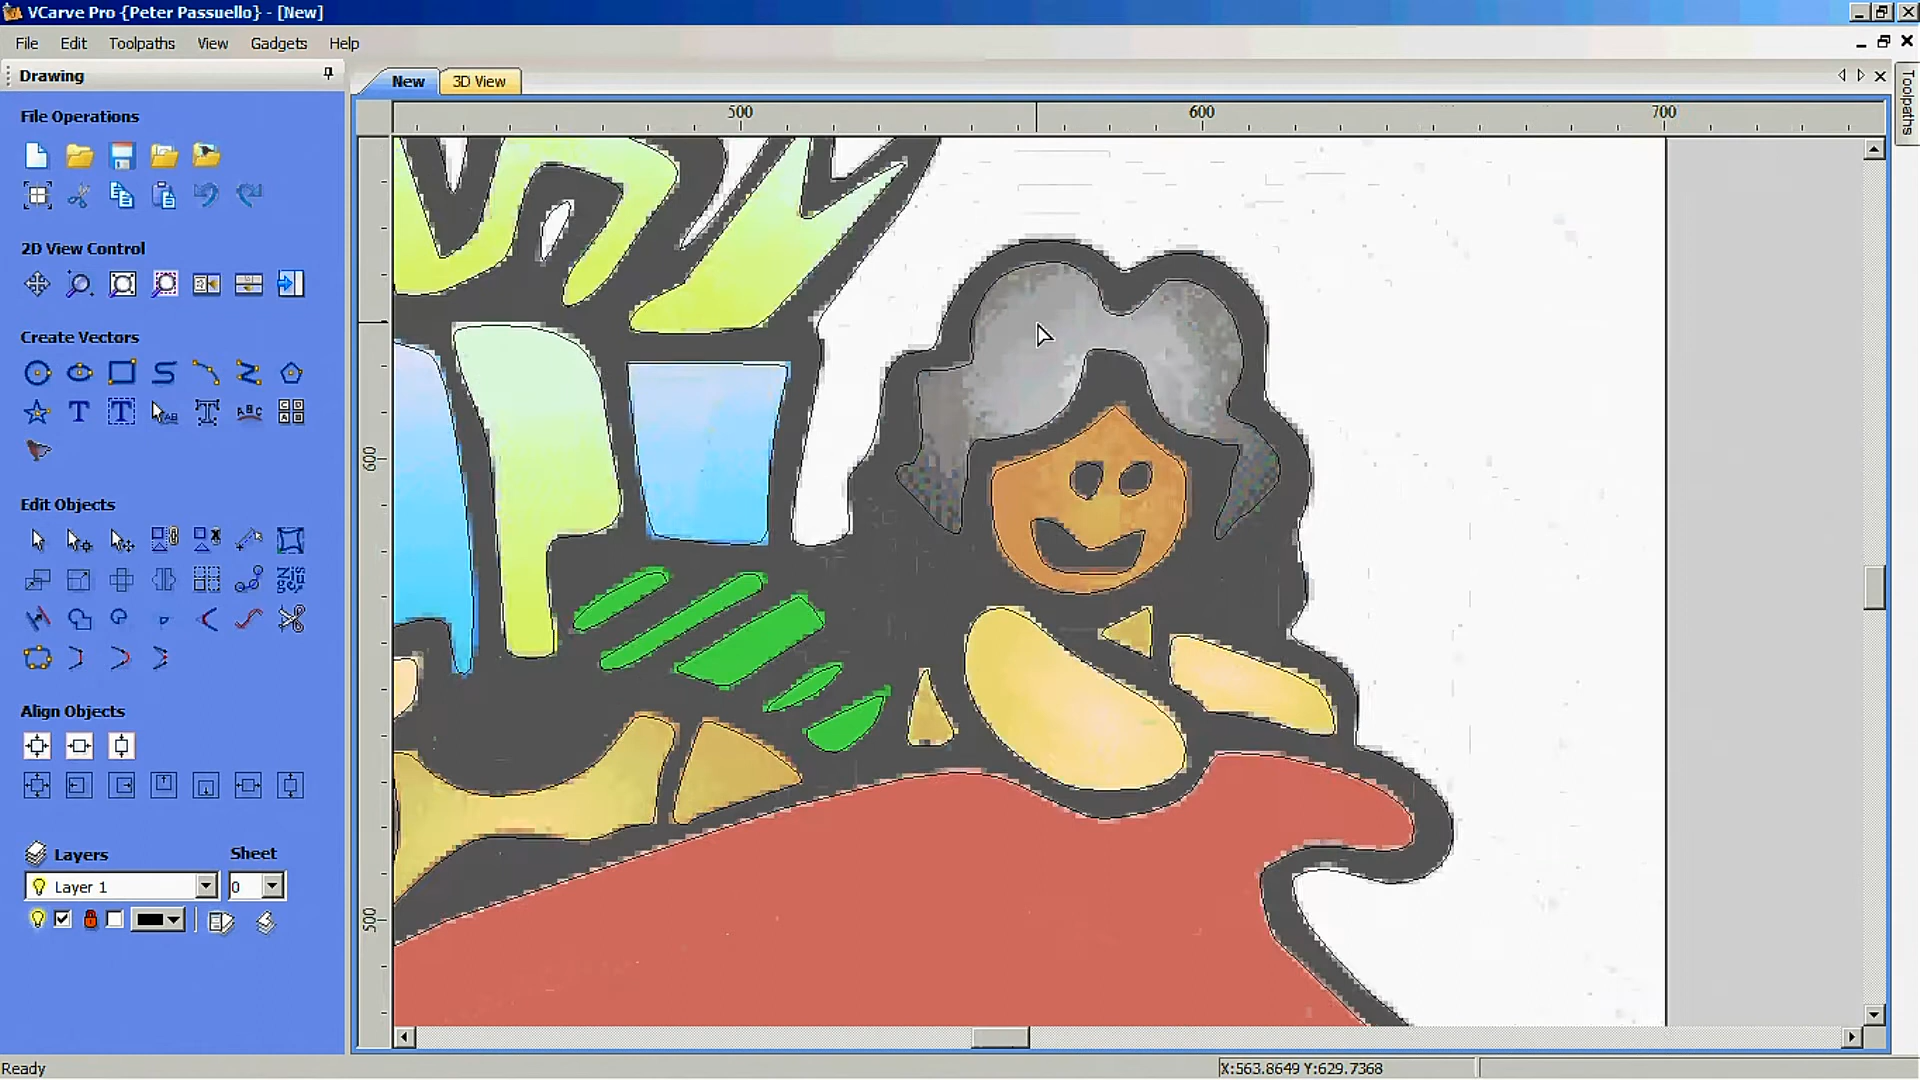 VCarve Pro {Peter Passuello} - [New]
File Edit Toolpaths View Gadgets Help
Drawing
New 3D View
Toolpaths
File Operations
500 600 700
2D View Control
Create Vectors
600
Edit Objects
Align Objects
Layers Sheet
Layer 1 0
500
Ready X:563.8649 Y:629.7368